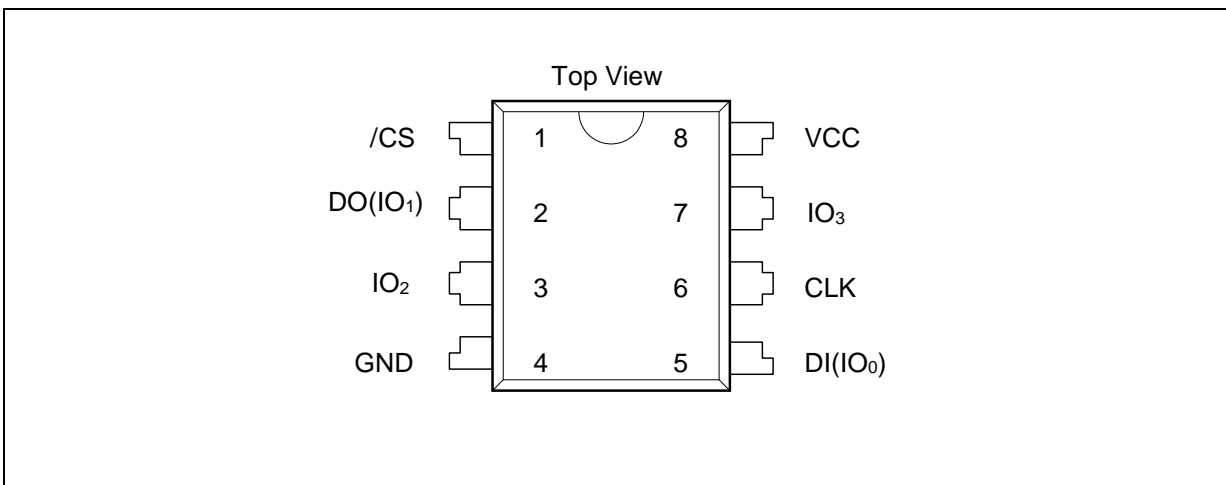 Top View
/CS 1 8 VCC
DO(IO₁) 2 7 IO₃
IO₂ 3 6 CLK
GND 4 5 DI(IO₀)